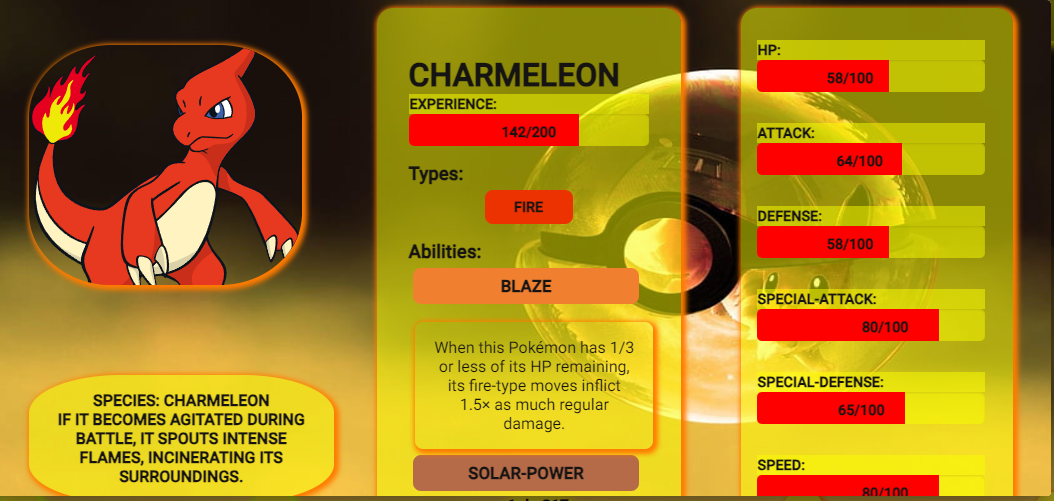 SPECIES: CHARMELEON
IF IT BECOMES AGITATED DURING
BATTLE, IT SPOUTS INTENSE
FLAMES, INCINERATING ITS
SURROUNDINGS.
CHARMELEON
EXPERIENCE:
142/200
Types:
FIRE
Abilities:
BLAZE
When this Pokémon has 1/3
or less of its HP remaining,
its fire-type moves inflict
1.5× as much regular
damage.
SOLAR-POWER
HP:
58/100
ATTACK:
64/100
DEFENSE:
58/100
SPECIAL-ATTACK:
80/100
SPECIAL-DEFENSE:
65/100
SPEED:
80/100